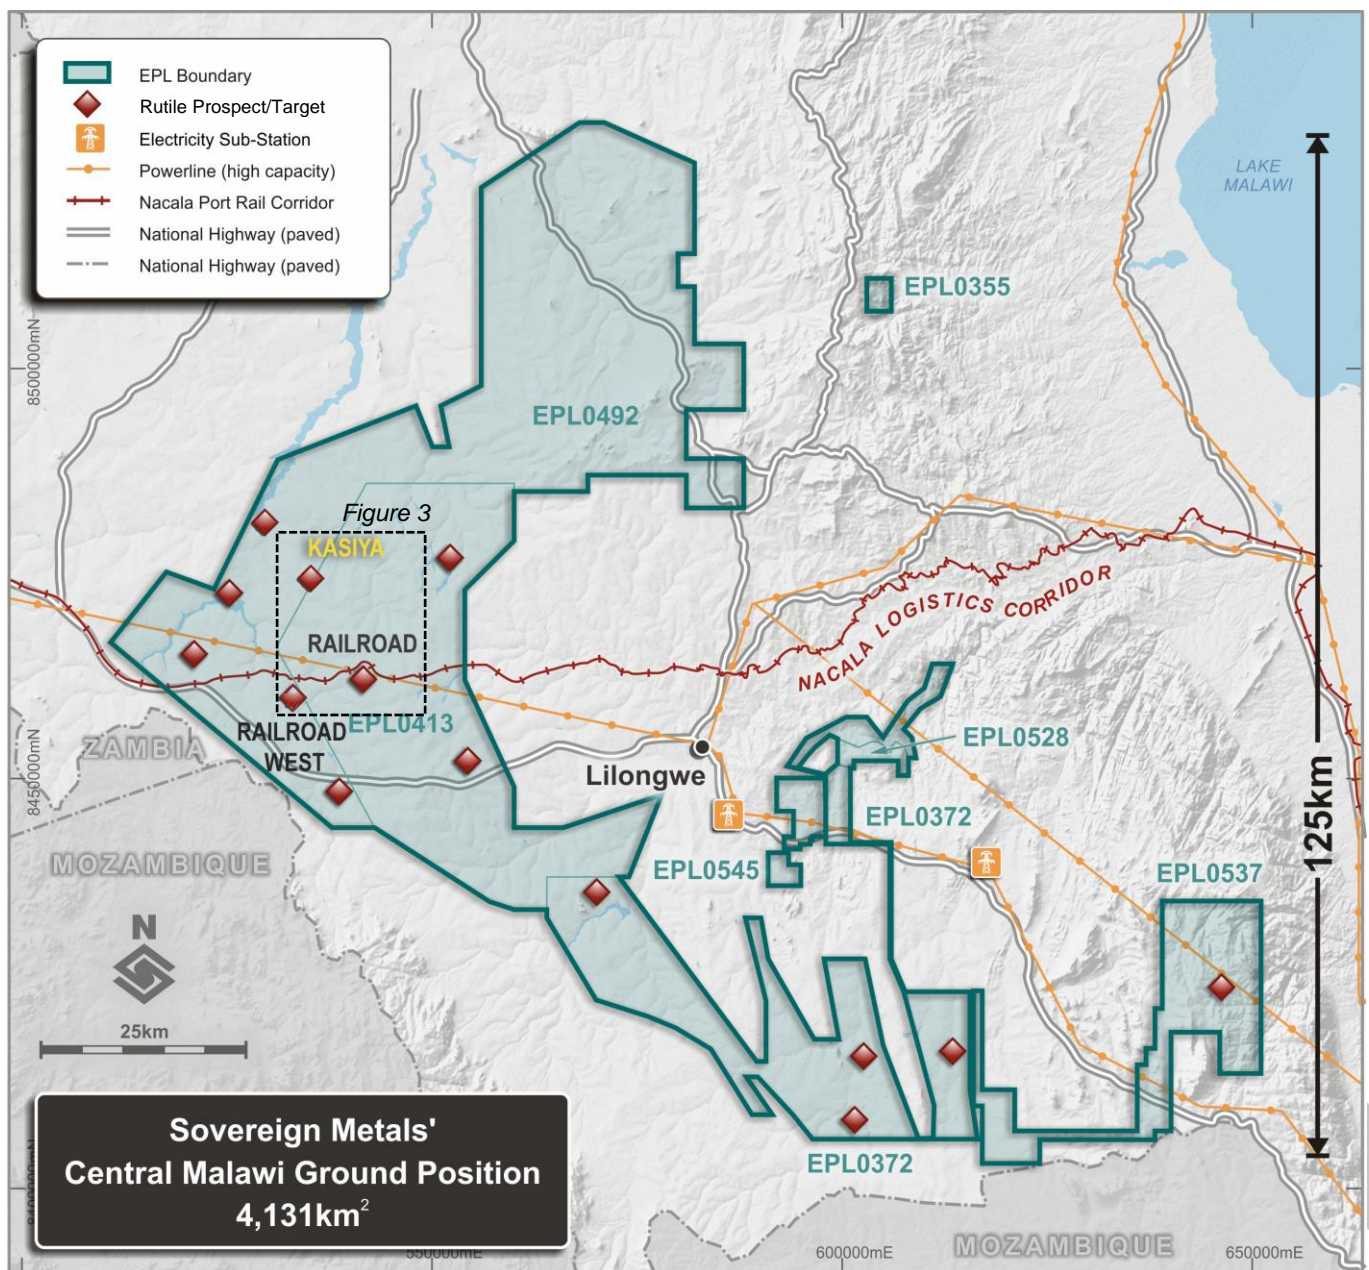 EPL Boundary
Rutile Prospect/Target
Electricity Sub-Station
Powerline (high capacity)
Nacala Port Rail Corridor
National Highway (paved)
National Highway (paved)
LAKE
MALAWI
EPL0355
8500000mN
EPL0492
Figure 3
KASIYA
RAILROAD
NACALA LOGISTICS CORRIDOR
RAILROAD
WEST
EPL0413
ZAMBIA
EPL0528
Lilongwe
8450000mN
EPL0372
125km
MOZAMBIQUE
EPL0545
EPL0537
N
25km
Sovereign Metals'
Central Malawi Ground Position
4,131km²
EPL0372
8400000mN
550000mE
600000mE
MOZAMBIQUE
650000mE